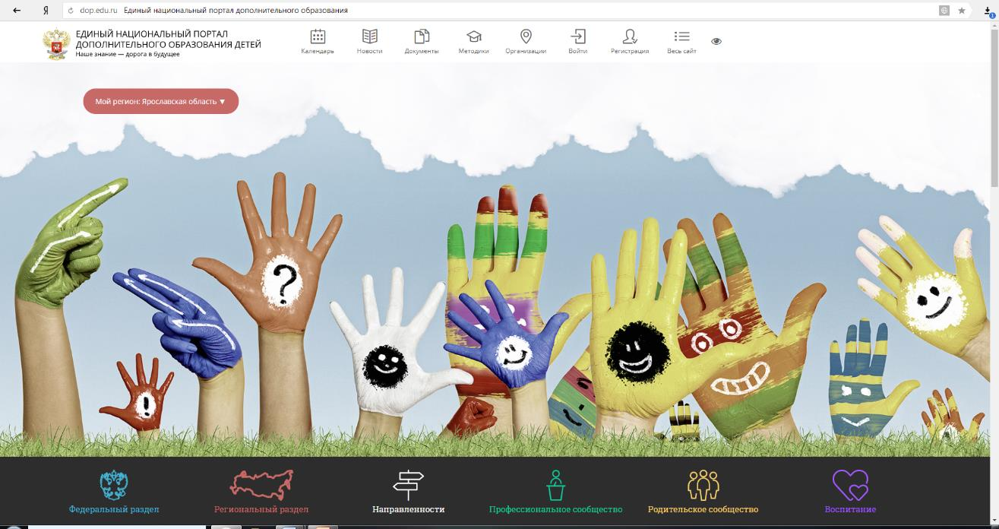 dop.edu.ru Единый национальный портал дополнительного образования
ЕДИНЫЙ НАЦИОНАЛЬНЫЙ ПОРТАЛ
ДОПОЛНИТЕЛЬНОГО ОБРАЗОВАНИЯ ДЕТЕЙ
Наше знание — дорога в будущее
Календарь Новости Документы Методики Организации Войти Регистрация Весь сайт
Мой регион: Ярославская область ▼
?
!
Федеральный раздел Региональный раздел Направленности Профессиональное сообщество Родительское сообщество Воспитание